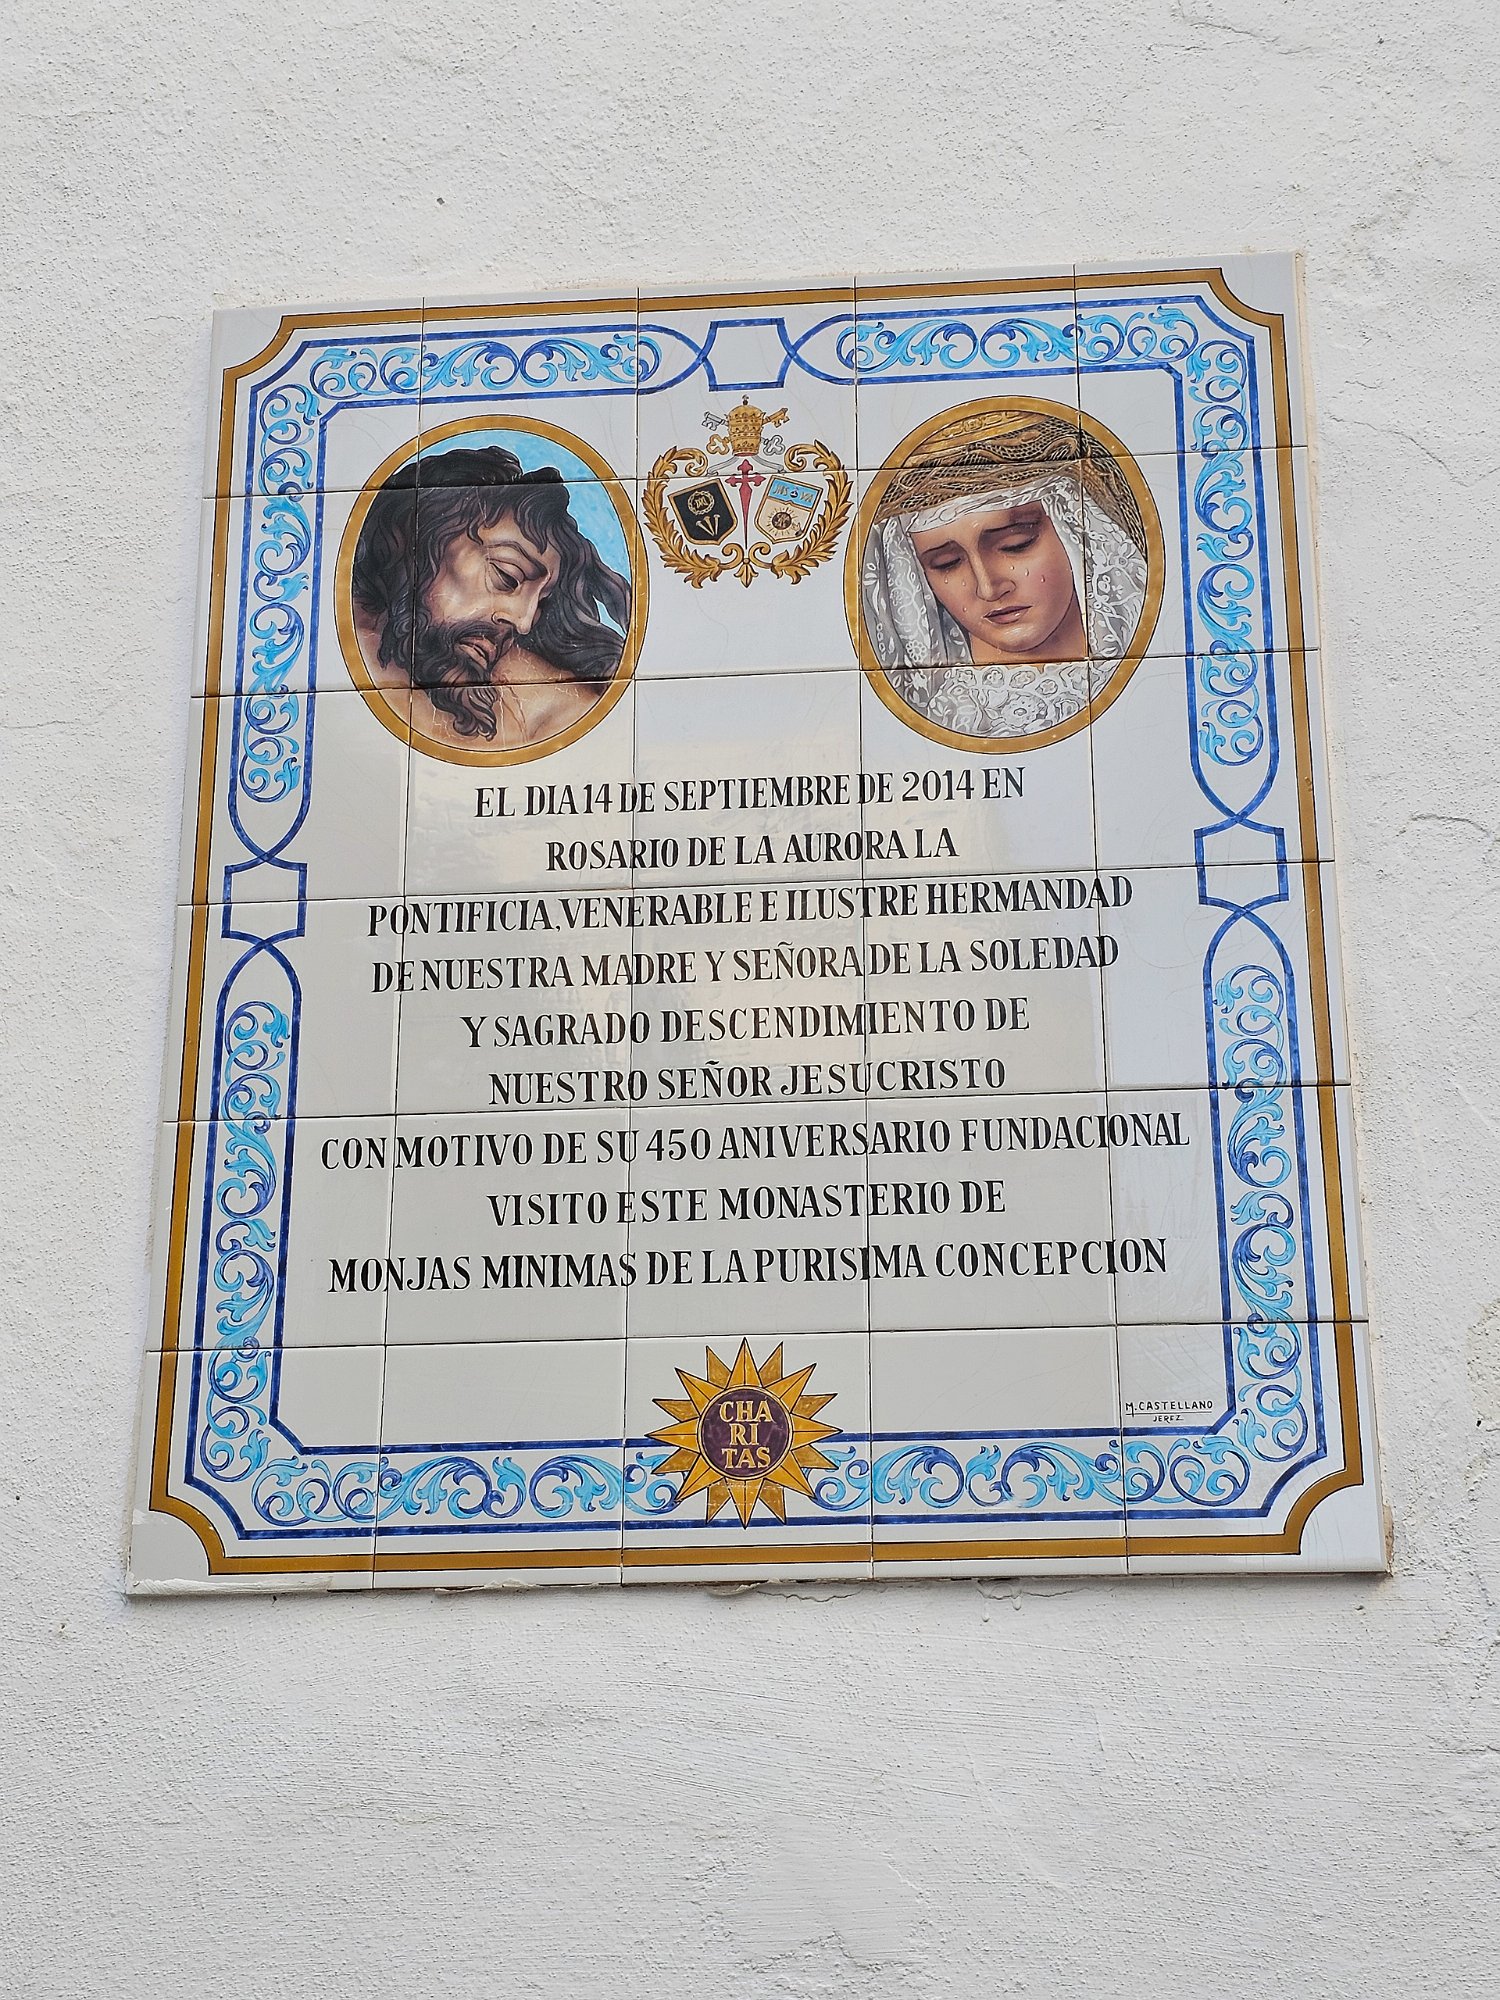 EL DIA 14 DE SEPTIEMBRE DE 2014 EN
ROSARIO DE LA AURORA LA
PONTIFICIA, VENERABLE E ILUSTRE HERMANDAD
DE NUESTRA MADRE Y SEÑORA DE LA SOLEDAD
Y SAGRADO DESCENDIMIENTO DE
NUESTRO SEÑOR JESUCRISTO
CON MOTIVO DE SU 450 ANIVERSARIO FUNDACIONAL
VISITO ESTE MONASTERIO DE
MONJAS MINIMAS DE LA PURISIMA CONCEPCION
CHA
RI
TAS
M. CASTELLANO
JEREZ